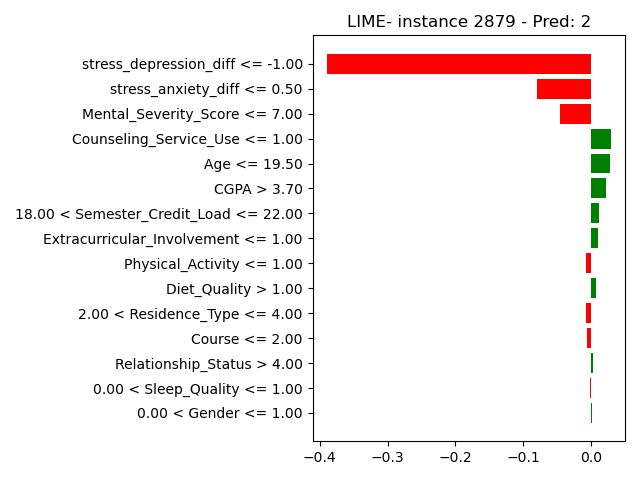 LIME- instance 2879 - Pred: 2
stress_depression_diff <= -1.00
stress_anxiety_diff <= 0.50
Mental_Severity_Score <= 7.00
Counseling_Service_Use <= 1.00
Age <= 19.50
CGPA > 3.70
18.00 < Semester_Credit_Load <= 22.00
Extracurricular_Involvement <= 1.00
Physical_Activity <= 1.00
Diet_Quality > 1.00
2.00 < Residence_Type <= 4.00
Course <= 2.00
Relationship_Status > 4.00
0.00 < Sleep_Quality <= 1.00
0.00 < Gender <= 1.00
−0.4 −0.3 −0.2 −0.1 0.0